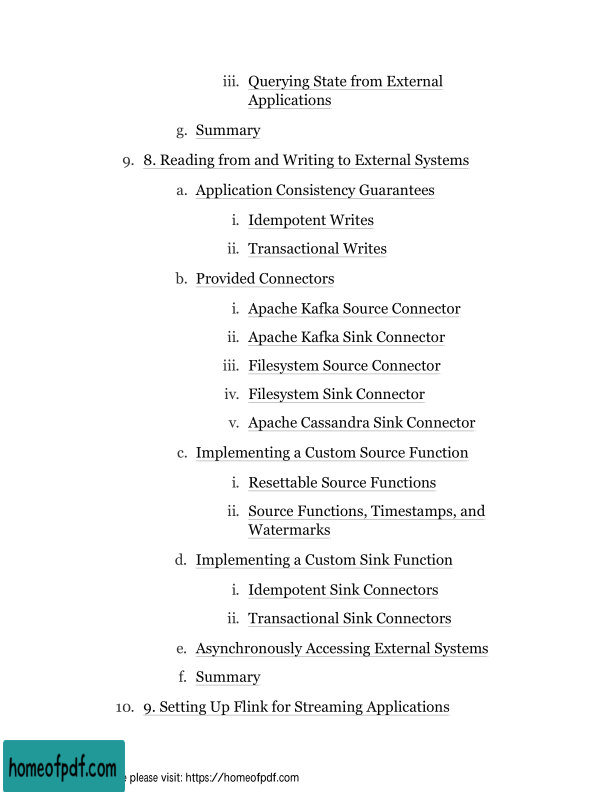 iii. Querying State from External
Applications
g. Summary
9. 8. Reading from and Writing to External Systems
a. Application Consistency Guarantees
i. Idempotent Writes
ii. Transactional Writes
b. Provided Connectors
i. Apache Kafka Source Connector
ii. Apache Kafka Sink Connector
iii. Filesystem Source Connector
iv. Filesystem Sink Connector
v. Apache Cassandra Sink Connector
c. Implementing a Custom Source Function
i. Resettable Source Functions
ii. Source Functions, Timestamps, and
Watermarks
d. Implementing a Custom Sink Function
i. Idempotent Sink Connectors
ii. Transactional Sink Connectors
e. Asynchronously Accessing External Systems
f. Summary
10. 9. Setting Up Flink for Streaming Applications
homeofpdf.com
please visit: https://homeofpdf.com